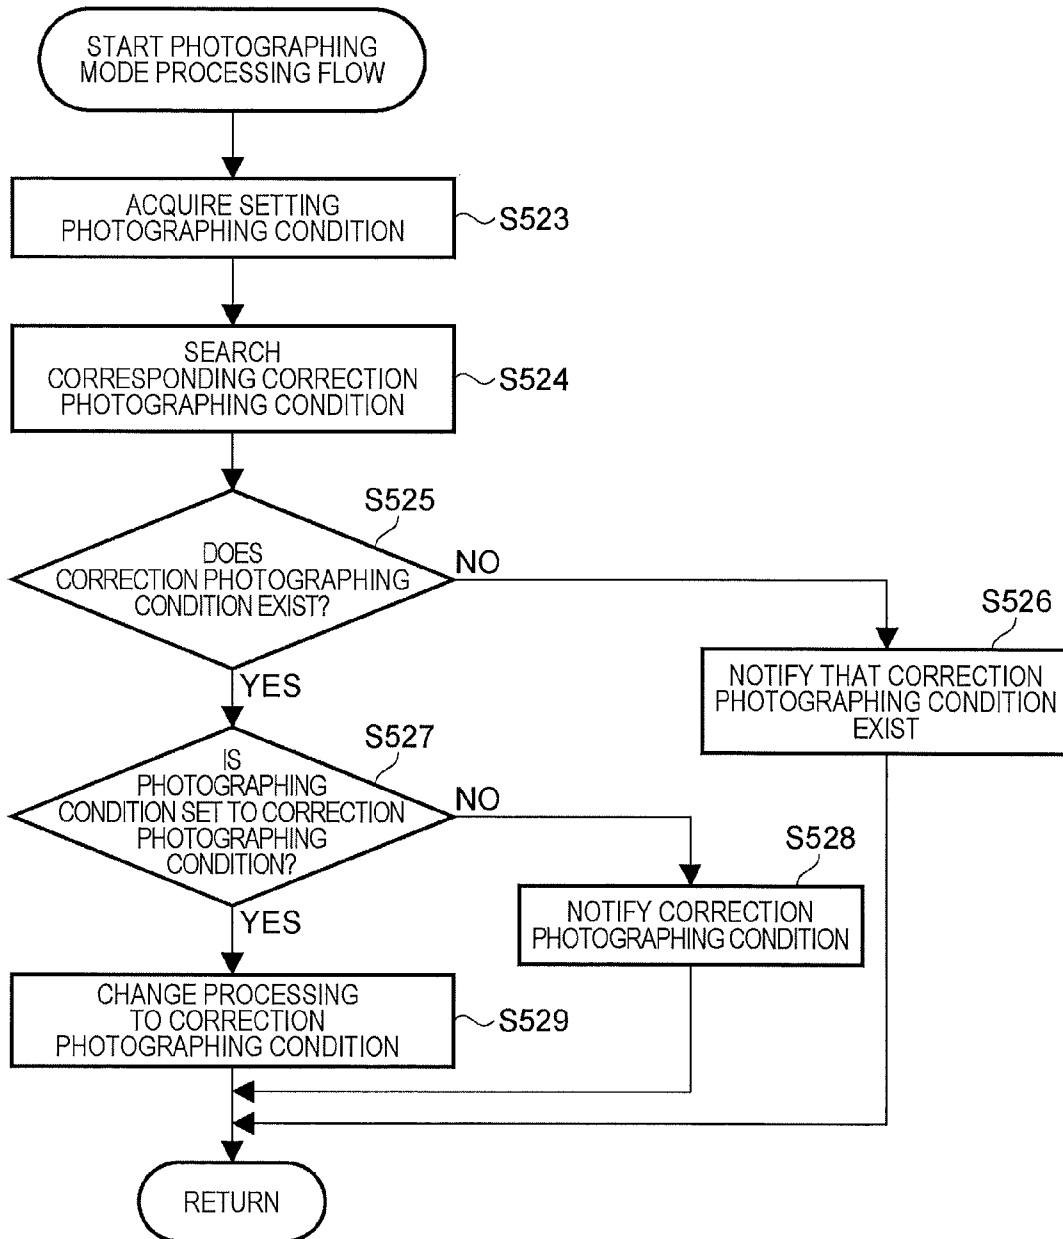 START PHOTOGRAPHING
MODE PROCESSING FLOW
ACQUIRE SETTING
PHOTOGRAPHING CONDITION
S523
SEARCH
CORRESPONDING CORRECTION
PHOTOGRAPHING CONDITION
S524
S525
DOES
CORRECTION PHOTOGRAPHING
CONDITION EXIST?
NO
YES
S526
NOTIFY THAT CORRECTION
PHOTOGRAPHING CONDITION
EXIST
S527
IS
PHOTOGRAPHING
CONDITION SET TO CORRECTION
PHOTOGRAPHING
CONDITION?
NO
YES
S528
NOTIFY CORRECTION
PHOTOGRAPHING CONDITION
CHANGE PROCESSING
TO CORRECTION
PHOTOGRAPHING CONDITION
S529
RETURN